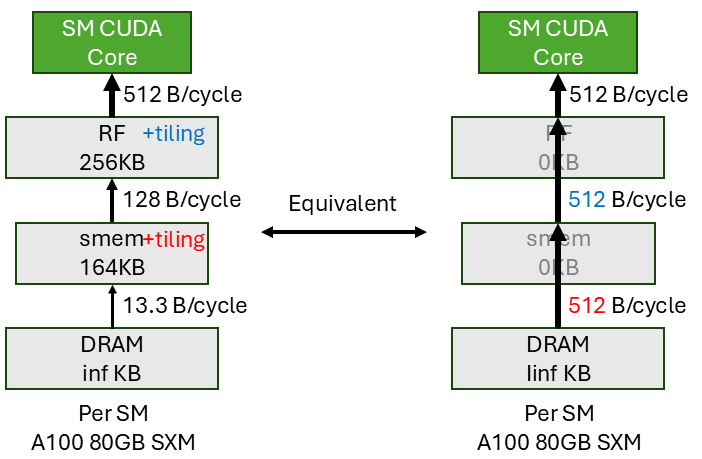 SM CUDA
Core
512 B/cycle
RF +tiling
256KB
128 B/cycle
smem+tiling
164KB
13.3 B/cycle
DRAM
inf KB
Per SM
A100 80GB SXM
Equivalent
SM CUDA
Core
512 B/cycle
RF
0KB
512 B/cycle
smem
0KB
512 B/cycle
DRAM
Iinf KB
Per SM
A100 80GB SXM